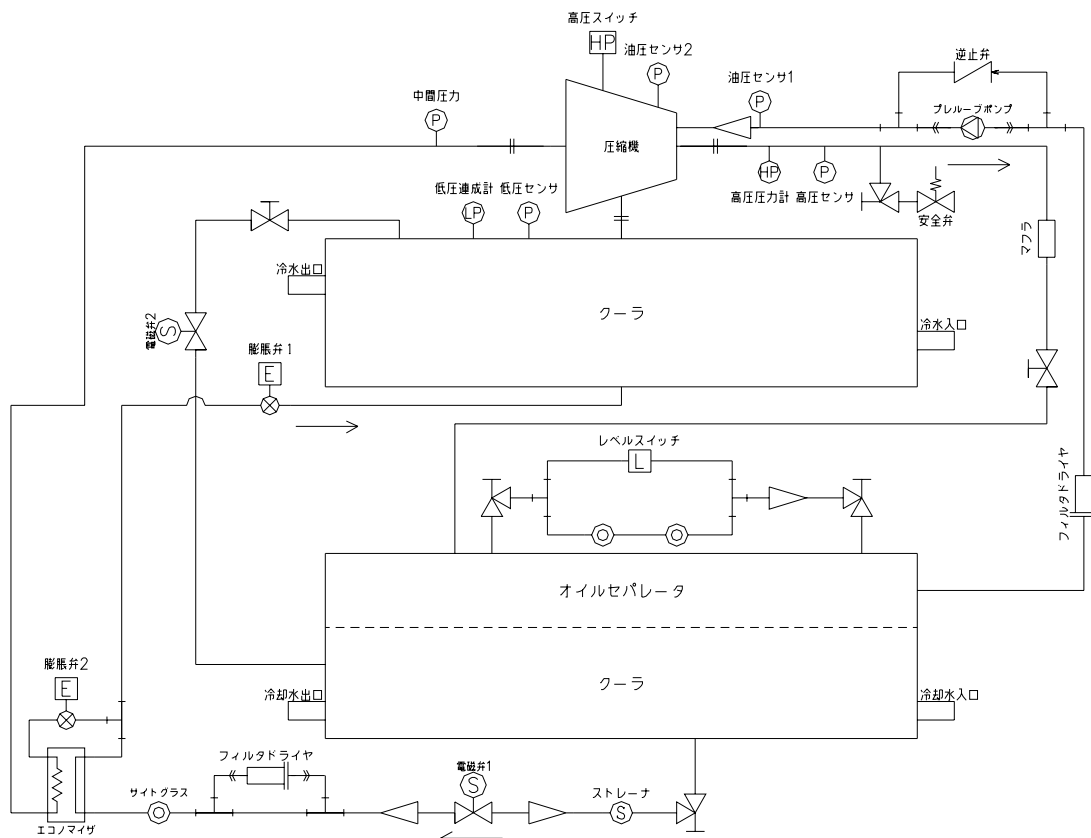 高圧スイッチ
HP
油圧センサ2
P
油圧センサ1
P
逆止弁
中間圧力
P
プレルーブポンプ
圧縮機
低圧連成計
LP
低圧センサ
P
HP
高圧圧力計
P
高圧センサ
安全弁
マフラ
冷水出口
クーラ
冷水入口
電磁弁2
S
膨脹弁1
E
レベルスイッチ
L
フィルタドライヤ
オイルセパレータ
クーラ
膨脹弁2
E
冷却水出口
冷却水入口
フィルタドライヤ
電磁弁1
S
サイトグラス
ストレーナ
S
エコノマイザ